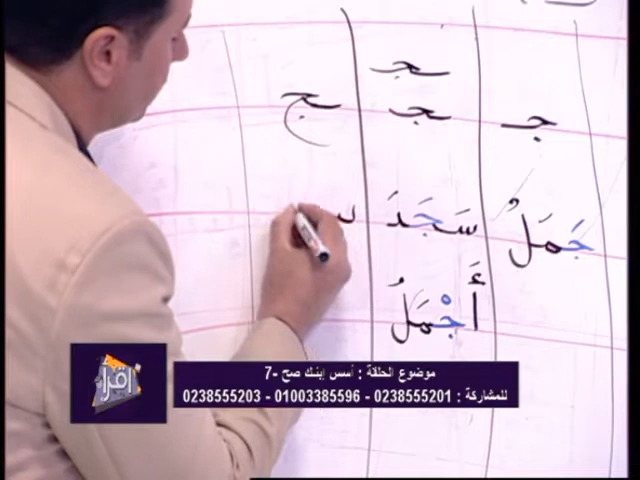 جـ ـجـ ـج
ـجـ
جَمَلُ سَجَدَ
أَجْمَلُ
اقرأ
موضوع الحلقة : أسس إبنك صح -7
للمشاركة : 0238555201 - 01003385596 - 0238555203